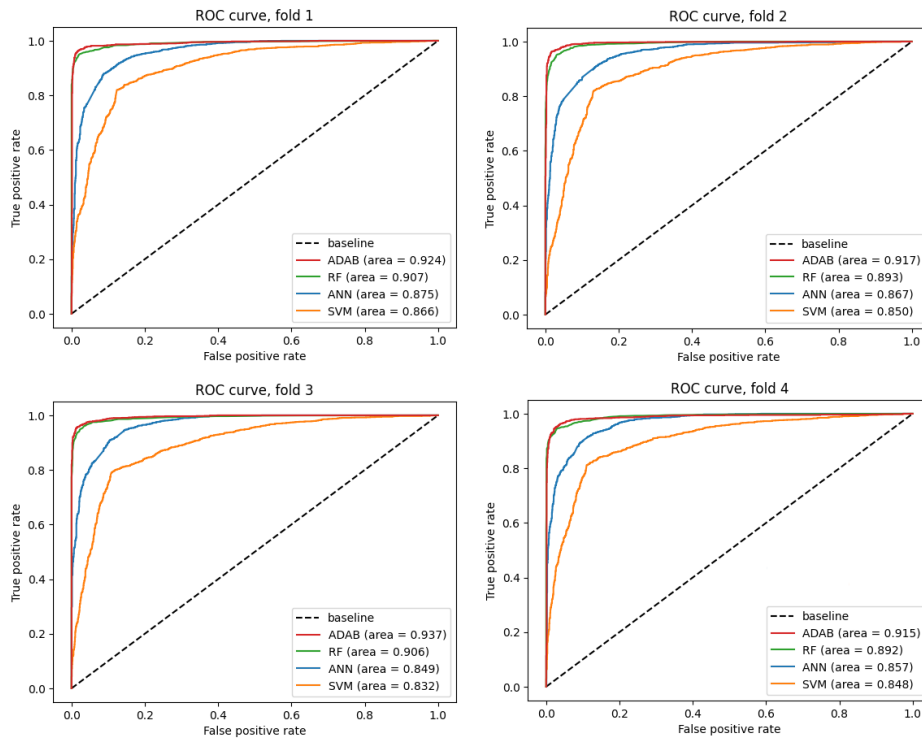 ROC curve, fold 1
1.0
0.8
0.6
0.4
0.2
0.0
True positive rate
baseline
ADAB (area = 0.924)
RF (area = 0.907)
ANN (area = 0.875)
SVM (area = 0.866)
0.0 0.2 0.4 0.6 0.8 1.0
False positive rate
ROC curve, fold 2
1.0
0.8
0.6
0.4
0.2
0.0
True positive rate
baseline
ADAB (area = 0.917)
RF (area = 0.893)
ANN (area = 0.867)
SVM (area = 0.850)
0.0 0.2 0.4 0.6 0.8 1.0
False positive rate
ROC curve, fold 3
1.0
0.8
0.6
0.4
0.2
0.0
True positive rate
baseline
ADAB (area = 0.937)
RF (area = 0.906)
ANN (area = 0.849)
SVM (area = 0.832)
0.0 0.2 0.4 0.6 0.8 1.0
False positive rate
ROC curve, fold 4
1.0
0.8
0.6
0.4
0.2
0.0
True positive rate
baseline
ADAB (area = 0.915)
RF (area = 0.892)
ANN (area = 0.857)
SVM (area = 0.848)
0.0 0.2 0.4 0.6 0.8 1.0
False positive rate